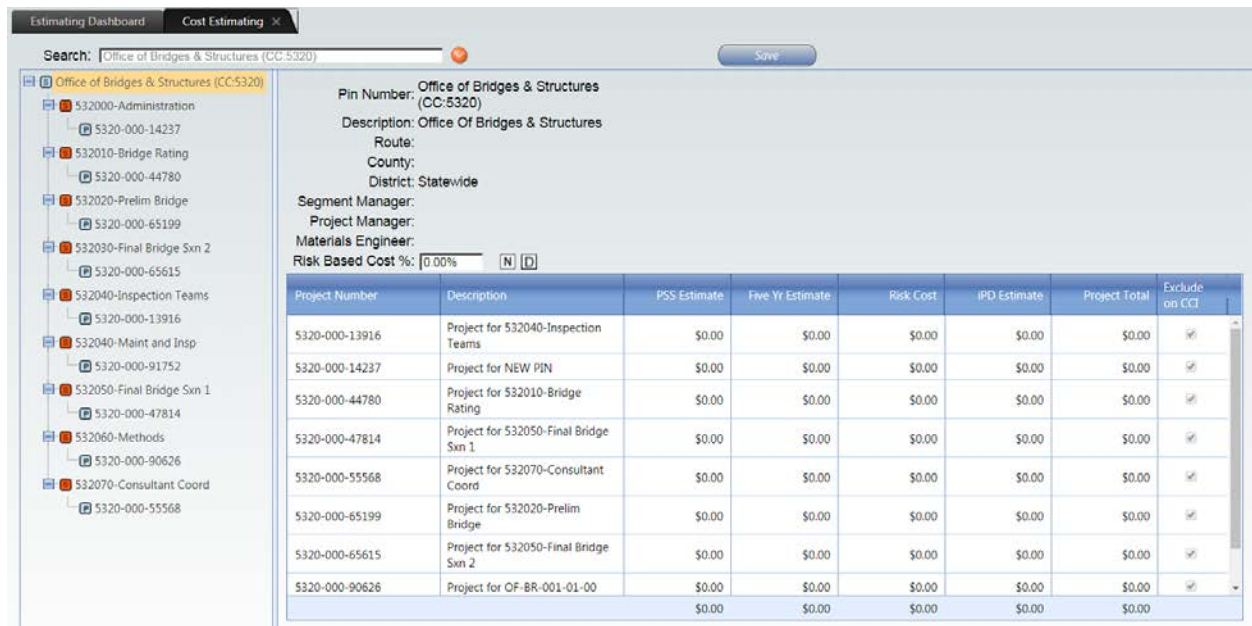 Estimating Dashboard
Cost Estimating
Search: Office of Bridges & Structures (CC:5320)
Save
Office of Bridges & Structures (CC:5320)
532000-Administration
5320-000-14237
532010-Bridge Rating
5320-000-44780
532020-Prelim Bridge
5320-000-65199
532030-Final Bridge Sxn 2
5320-000-65615
532040-Inspection Teams
5320-000-13916
532040-Maint and Insp
5320-000-91752
532050-Final Bridge Sxn 1
5320-000-47814
532060-Methods
5320-000-90626
532070-Consultant Coord
5320-000-55568
Pin Number: Office of Bridges & Structures
(CC:5320)
Description: Office Of Bridges & Structures
Route:
County:
District: Statewide
Segment Manager:
Project Manager:
Materials Engineer:
Risk Based Cost %: 0.00% N D
Project Number Description PSS Estimate Five Yr Estimate Risk Cost iPD Estimate Project Total Exclude
on CCI
5320-000-13916 Project for 532040-Inspection
Teams $0.00 $0.00 $0.00 $0.00 $0.00
5320-000-14237 Project for NEW PIN $0.00 $0.00 $0.00 $0.00 $0.00
5320-000-44780 Project for 532010-Bridge
Rating $0.00 $0.00 $0.00 $0.00 $0.00
5320-000-47814 Project for 532050-Final Bridge
Sxn 1 $0.00 $0.00 $0.00 $0.00 $0.00
5320-000-55568 Project for 532070-Consultant
Coord $0.00 $0.00 $0.00 $0.00 $0.00
5320-000-65199 Project for 532020-Prelim
Bridge $0.00 $0.00 $0.00 $0.00 $0.00
5320-000-65615 Project for 532050-Final Bridge
Sxn 2 $0.00 $0.00 $0.00 $0.00 $0.00
5320-000-90626 Project for OF-BR-001-01-00 $0.00 $0.00 $0.00 $0.00 $0.00
$0.00 $0.00 $0.00 $0.00 $0.00